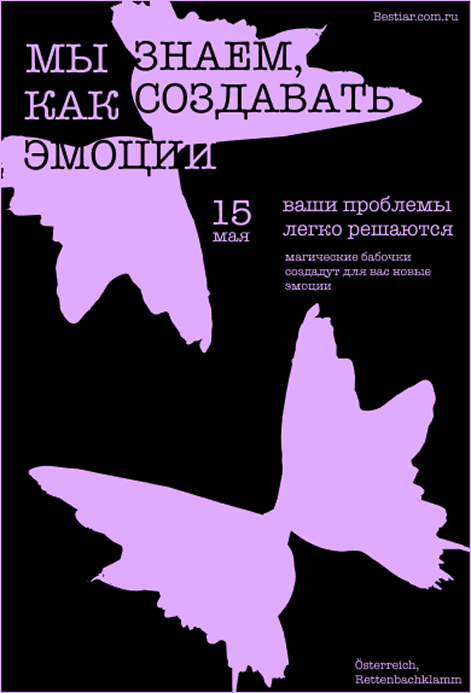 Bestiar.com.ru
МЫ ЗНАЕМ,
КАК СОЗДАВАТЬ
ЭМОЦИИ
15
мая
ваши проблемы
легко решаются
магические бабочки
создадут для вас новые
эмоции
Österreich,
Rettenbachklamm